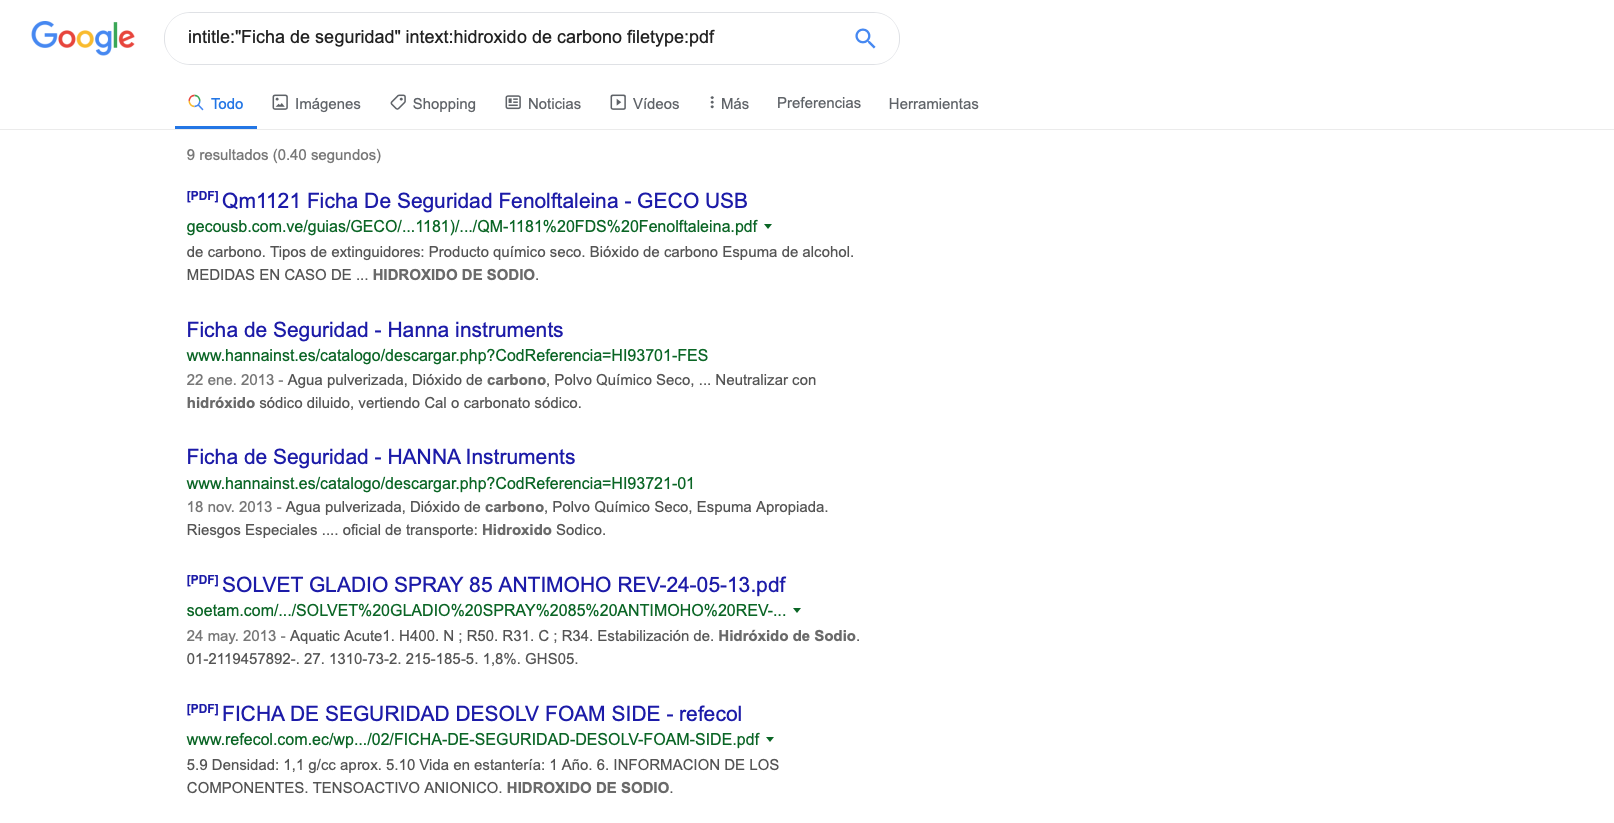 Google
intitle:"Ficha de seguridad" intext:hidroxido de carbono filetype:pdf
Todo Imágenes Shopping Noticias Vídeos Más Preferencias Herramientas
9 resultados (0.40 segundos)
[PDF] Qm1121 Ficha De Seguridad Fenolftaleina - GECO USB
gecousb.com.ve/guias/GECO/...1181)/.../QM-1181%20FDS%20Fenolftaleina.pdf
de carbono. Tipos de extinguidores: Producto químico seco. Bióxido de carbono Espuma de alcohol.
MEDIDAS EN CASO DE ... HIDROXIDO DE SODIO.
Ficha de Seguridad - Hanna instruments
www.hannainst.es/catalogo/descargar.php?CodReferencia=HI93701-FES
22 ene. 2013 - Agua pulverizada, Dióxido de carbono, Polvo Químico Seco, ... Neutralizar con
hidróxido sódico diluido, vertiendo Cal o carbonato sódico.
Ficha de Seguridad - HANNA Instruments
www.hannainst.es/catalogo/descargar.php?CodReferencia=HI93721-01
18 nov. 2013 - Agua pulverizada, Dióxido de carbono, Polvo Químico Seco, Espuma Apropiada.
Riesgos Especiales .... oficial de transporte: Hidroxido Sodico.
[PDF] SOLVET GLADIO SPRAY 85 ANTIMOHO REV-24-05-13.pdf
soetam.com/.../SOLVET%20GLADIO%20SPRAY%2085%20ANTIMOHO%20REV-...
24 may. 2013 - Aquatic Acute1. H400. N ; R50. R31. C ; R34. Estabilización de. Hidróxido de Sodio.
01-2119457892-. 27. 1310-73-2. 215-185-5. 1,8%. GHS05.
[PDF] FICHA DE SEGURIDAD DESOLV FOAM SIDE - refecol
www.refecol.com.ec/wp.../02/FICHA-DE-SEGURIDAD-DESOLV-FOAM-SIDE.pdf
5.9 Densidad: 1,1 g/cc aprox. 5.10 Vida en estantería: 1 Año. 6. INFORMACION DE LOS
COMPONENTES. TENSOACTIVO ANIONICO. HIDROXIDO DE SODIO.